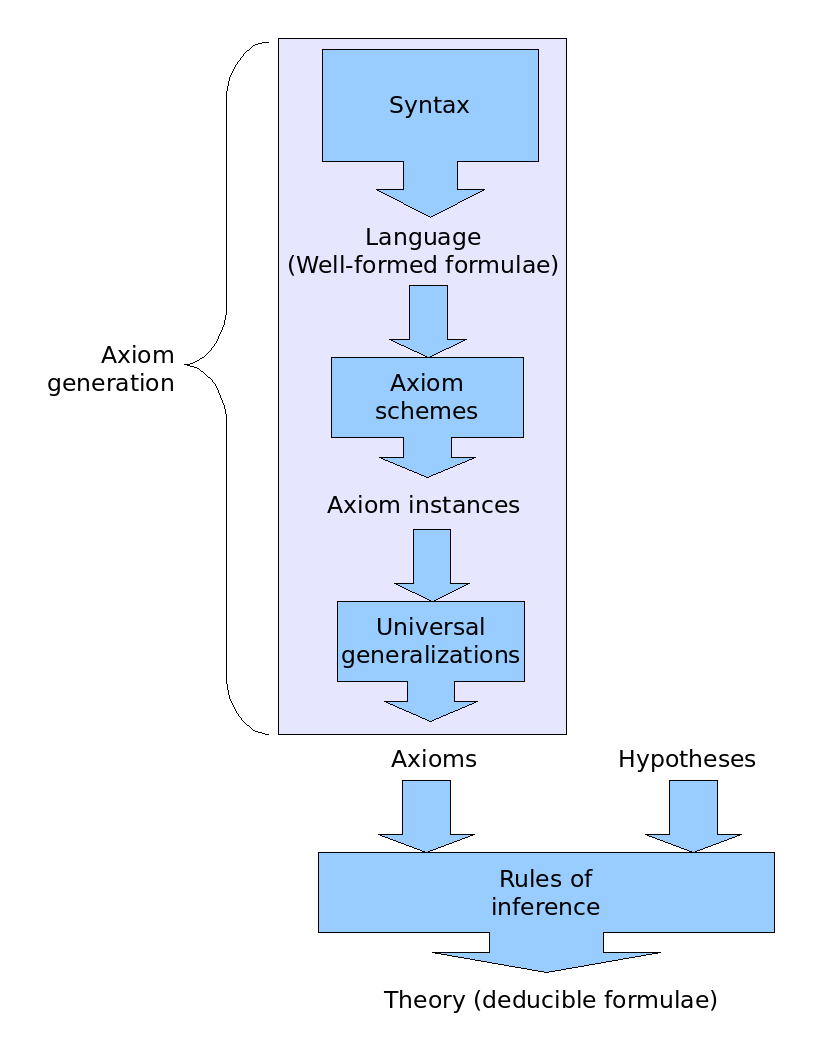 Syntax
Language
(Well-formed formulae)
Axiom
generation
Axiom
schemes
Axiom instances
Universal
generalizations
Axioms
Hypotheses
Rules of
inference
Theory (deducible formulae)